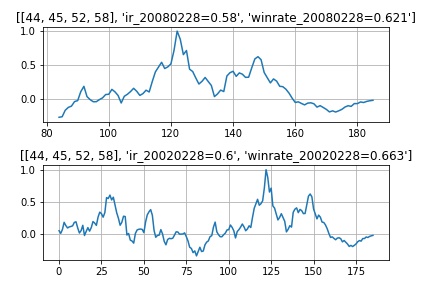 [[44, 45, 52, 58], 'ir_20080228=0.58', 'winrate_20080228=0.621']
1.0
0.5
0.0
80 100 120 140 160 180
[[44, 45, 52, 58], 'ir_20020228=0.6', 'winrate_20020228=0.663']
1.0
0.5
0.0
0 25 50 75 100 125 150 175